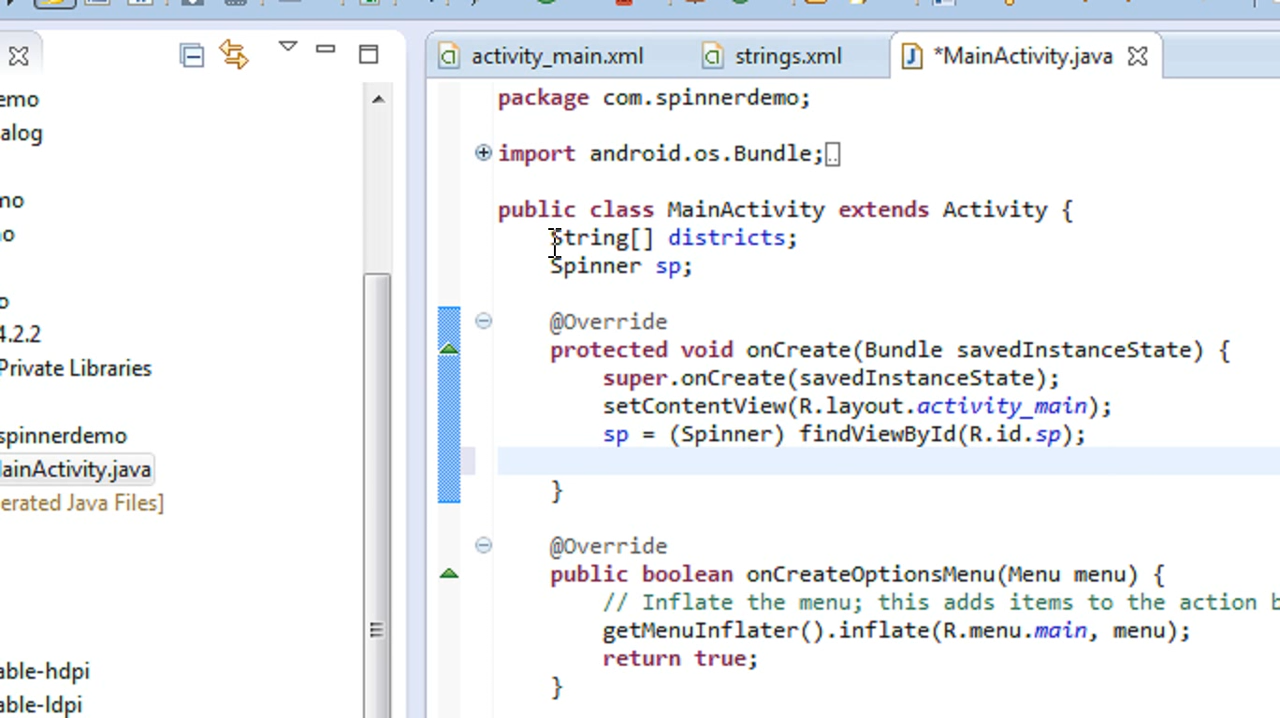 activity_main.xml
strings.xml
*MainActivity.java
emo
alog
mo
o
o
4.2.2
Private Libraries
spinnerdemo
ainActivity.java
erated Java Files]
able-hdpi
able-ldpi
package com.spinnerdemo;
import android.os.Bundle;
public class MainActivity extends Activity {
String[] districts;
Spinner sp;
@Override
protected void onCreate(Bundle savedInstanceState) {
super.onCreate(savedInstanceState);
setContentView(R.layout.activity_main);
sp = (Spinner) findViewById(R.id.sp);
}
@Override
public boolean onCreateOptionsMenu(Menu menu) {
// Inflate the menu; this adds items to the action b
getMenuInflater().inflate(R.menu.main, menu);
return true;
}